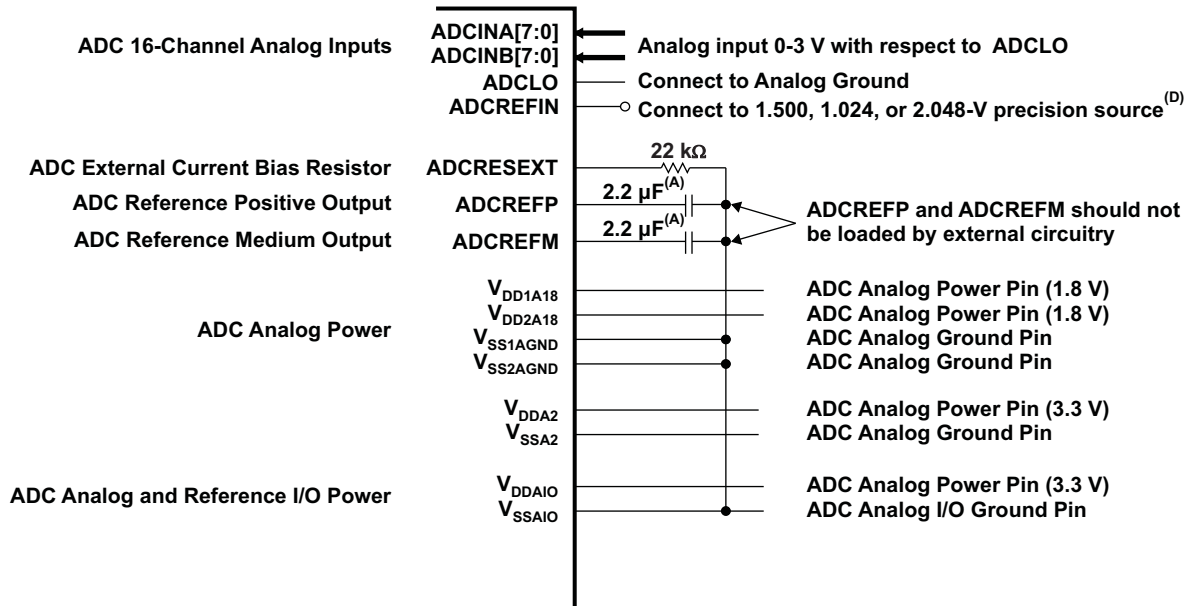 ADC 16-Channel Analog Inputs
ADCINA[7:0]
ADCINB[7:0]
Analog input 0-3 V with respect to ADCLO
ADCLO
Connect to Analog Ground
ADCREFIN
Connect to 1.500, 1.024, or 2.048-V precision source(D)
22 kΩ
ADC External Current Bias Resistor
ADCRESEXT
2.2 µF(A)
ADC Reference Positive Output
ADCREFP
2.2 µF(A)
ADC Reference Medium Output
ADCREFM
ADCREFP and ADCREFM should not
be loaded by external circuitry
ADC Analog Power
VDD1A18
ADC Analog Power Pin (1.8 V)
VDD2A18
ADC Analog Power Pin (1.8 V)
VSS1AGND
ADC Analog Ground Pin
VSS2AGND
ADC Analog Ground Pin
VDDA2
ADC Analog Power Pin (3.3 V)
VSSA2
ADC Analog Ground Pin
ADC Analog and Reference I/O Power
VDDAIO
ADC Analog Power Pin (3.3 V)
VSSAIO
ADC Analog I/O Ground Pin